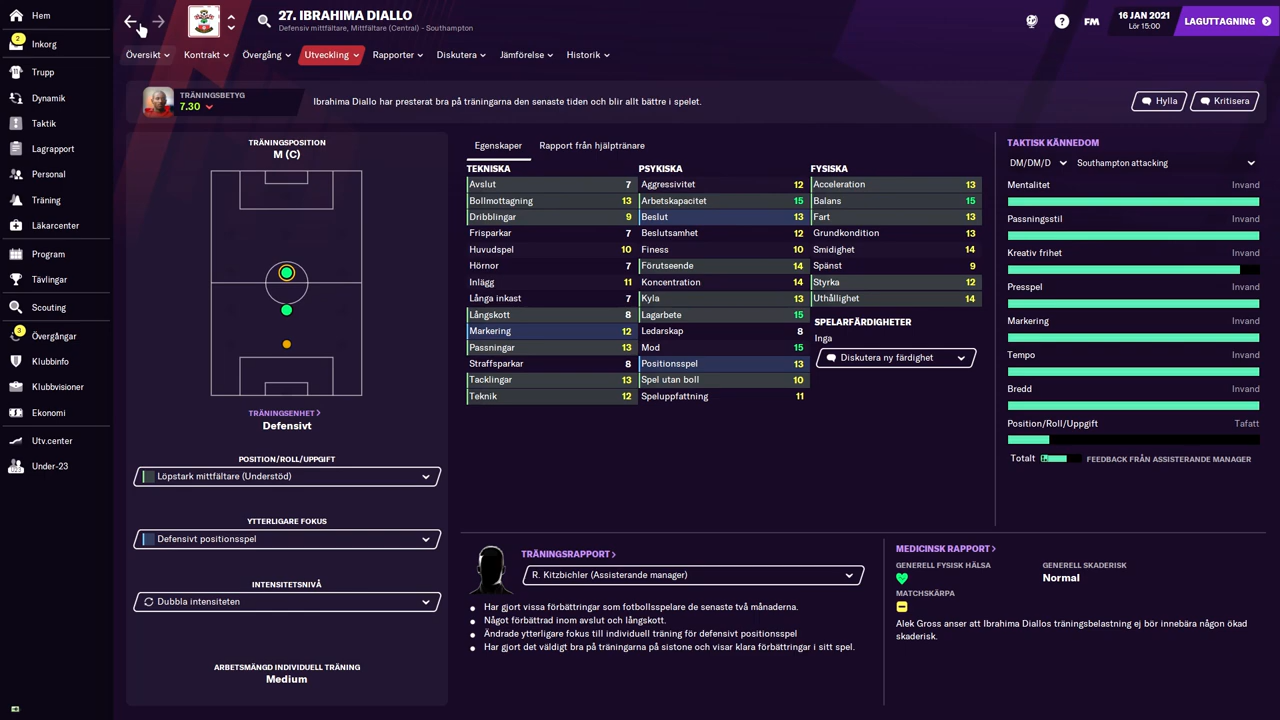 Hem
2
Inkorg
Trupp
Dynamik
Taktik
Lagrapport
Personal
Träning
Läkarcenter
Program
Tävlingar
Scouting
3
Övergångar
Klubbinfo
Klubbvisioner
Ekonomi
Utv.center
Under-23
27. IBRAHIMA DIALLO
Defensiv mittfältare, Mittfältare (Central) - Southampton
?
FM
16 JAN 2021
Lör 15:00
LAGUTTAGNING
Översikt
Kontrakt
Övergång
Utveckling
Rapporter
Diskutera
Jämförelse
Historik
TRÄNINGSBETYG
7.30
Ibrahima Diallo har presterat bra på träningarna den senaste tiden och blir allt bättre i spelet.
Hylla
Kritisera
TRÄNINGSPOSITION
M (C)
TRÄNINGSENHET >
Defensivt
POSITION/ROLL/UPPGIFT
Löpstark mittfältare (Understöd)
YTTERLIGARE FOKUS
Defensivt positionsspel
INTENSITETSNIVÅ
Dubbla intensiteten
ARBETSMÄNGD INDIVIDUELL TRÄNING
Medium
Egenskaper
Rapport från hjälptränare
TEKNISKA
Avslut 7
Bollmottagning 13
Dribblingar 9
Frisparkar 7
Huvudspel 10
Hörnor 7
Inlägg 11
Långa inkast 7
Långskott 8
Markering 12
Passningar 13
Straffsparkar 8
Tacklingar 13
Teknik 12
PSYKISKA
Aggressivitet 12
Arbetskapacitet 15
Beslut 13
Beslutsamhet 12
Finess 10
Förutseende 14
Koncentration 14
Kyla 13
Lagarbete 15
Ledarskap 8
Mod 15
Positionsspel 13
Spel utan boll 10
Speluppfattning 11
FYSISKA
Acceleration 13
Balans 15
Fart 13
Grundkondition 13
Smidighet 14
Spänst 9
Styrka 12
Uthållighet 14
SPELARFÄRDIGHETER
Inga
Diskutera ny färdighet
TAKTISK KÄNNEDOM
DM/DM/D
Southampton attacking
Mentalitet Invand
Passningsstil Invand
Kreativ frihet Invand
Presspel Invand
Markering Invand
Tempo Invand
Bredd Invand
Position/Roll/Uppgift Tafatt
Totalt
FEEDBACK FRÅN ASSISTERANDE MANAGER
TRÄNINGSRAPPORT >
R. Kitzbichler (Assisterande manager)
Har gjort vissa förbättringar som fotbollsspelare de senaste två månaderna.
Något förbättrad inom avslut och långskott.
Ändrade ytterligare fokus till individuell träning för defensivt positionsspel
Har gjort det väldigt bra på träningarna på sistone och visar klara förbättringar i sitt spel.
MEDICINSK RAPPORT >
GENERELL FYSISK HÄLSA
GENERELL SKADERISK
Normal
MATCHSKÄRPA
Alek Gross anser att Ibrahima Diallos träningsbelastning ej bör innebära någon ökad
skaderisk.